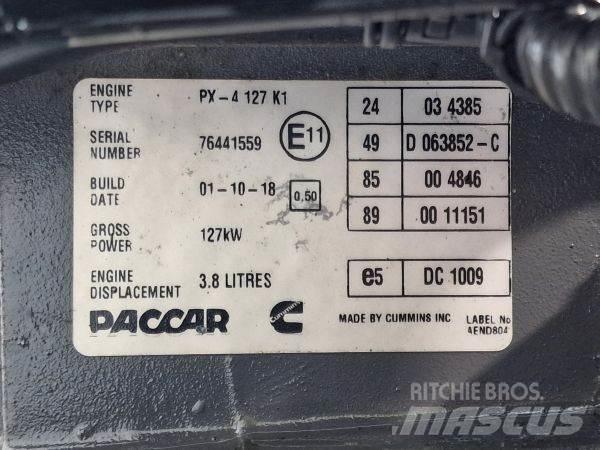 ENGINE TYPE PX-4 127 K1
SERIAL NUMBER 76441559
BUILD DATE 01-10-18
GROSS POWER 127kW
ENGINE DISPLACEMENT 3.8 LITRES
E11
0.50
24 03 4385
49 D 063852-C
85 00 4846
89 00 11151
e5 DC 1009
PACCAR
Cummins
MADE BY CUMMINS INC
LABEL No
AEND804
RITCHIE BROS.
MASCUS